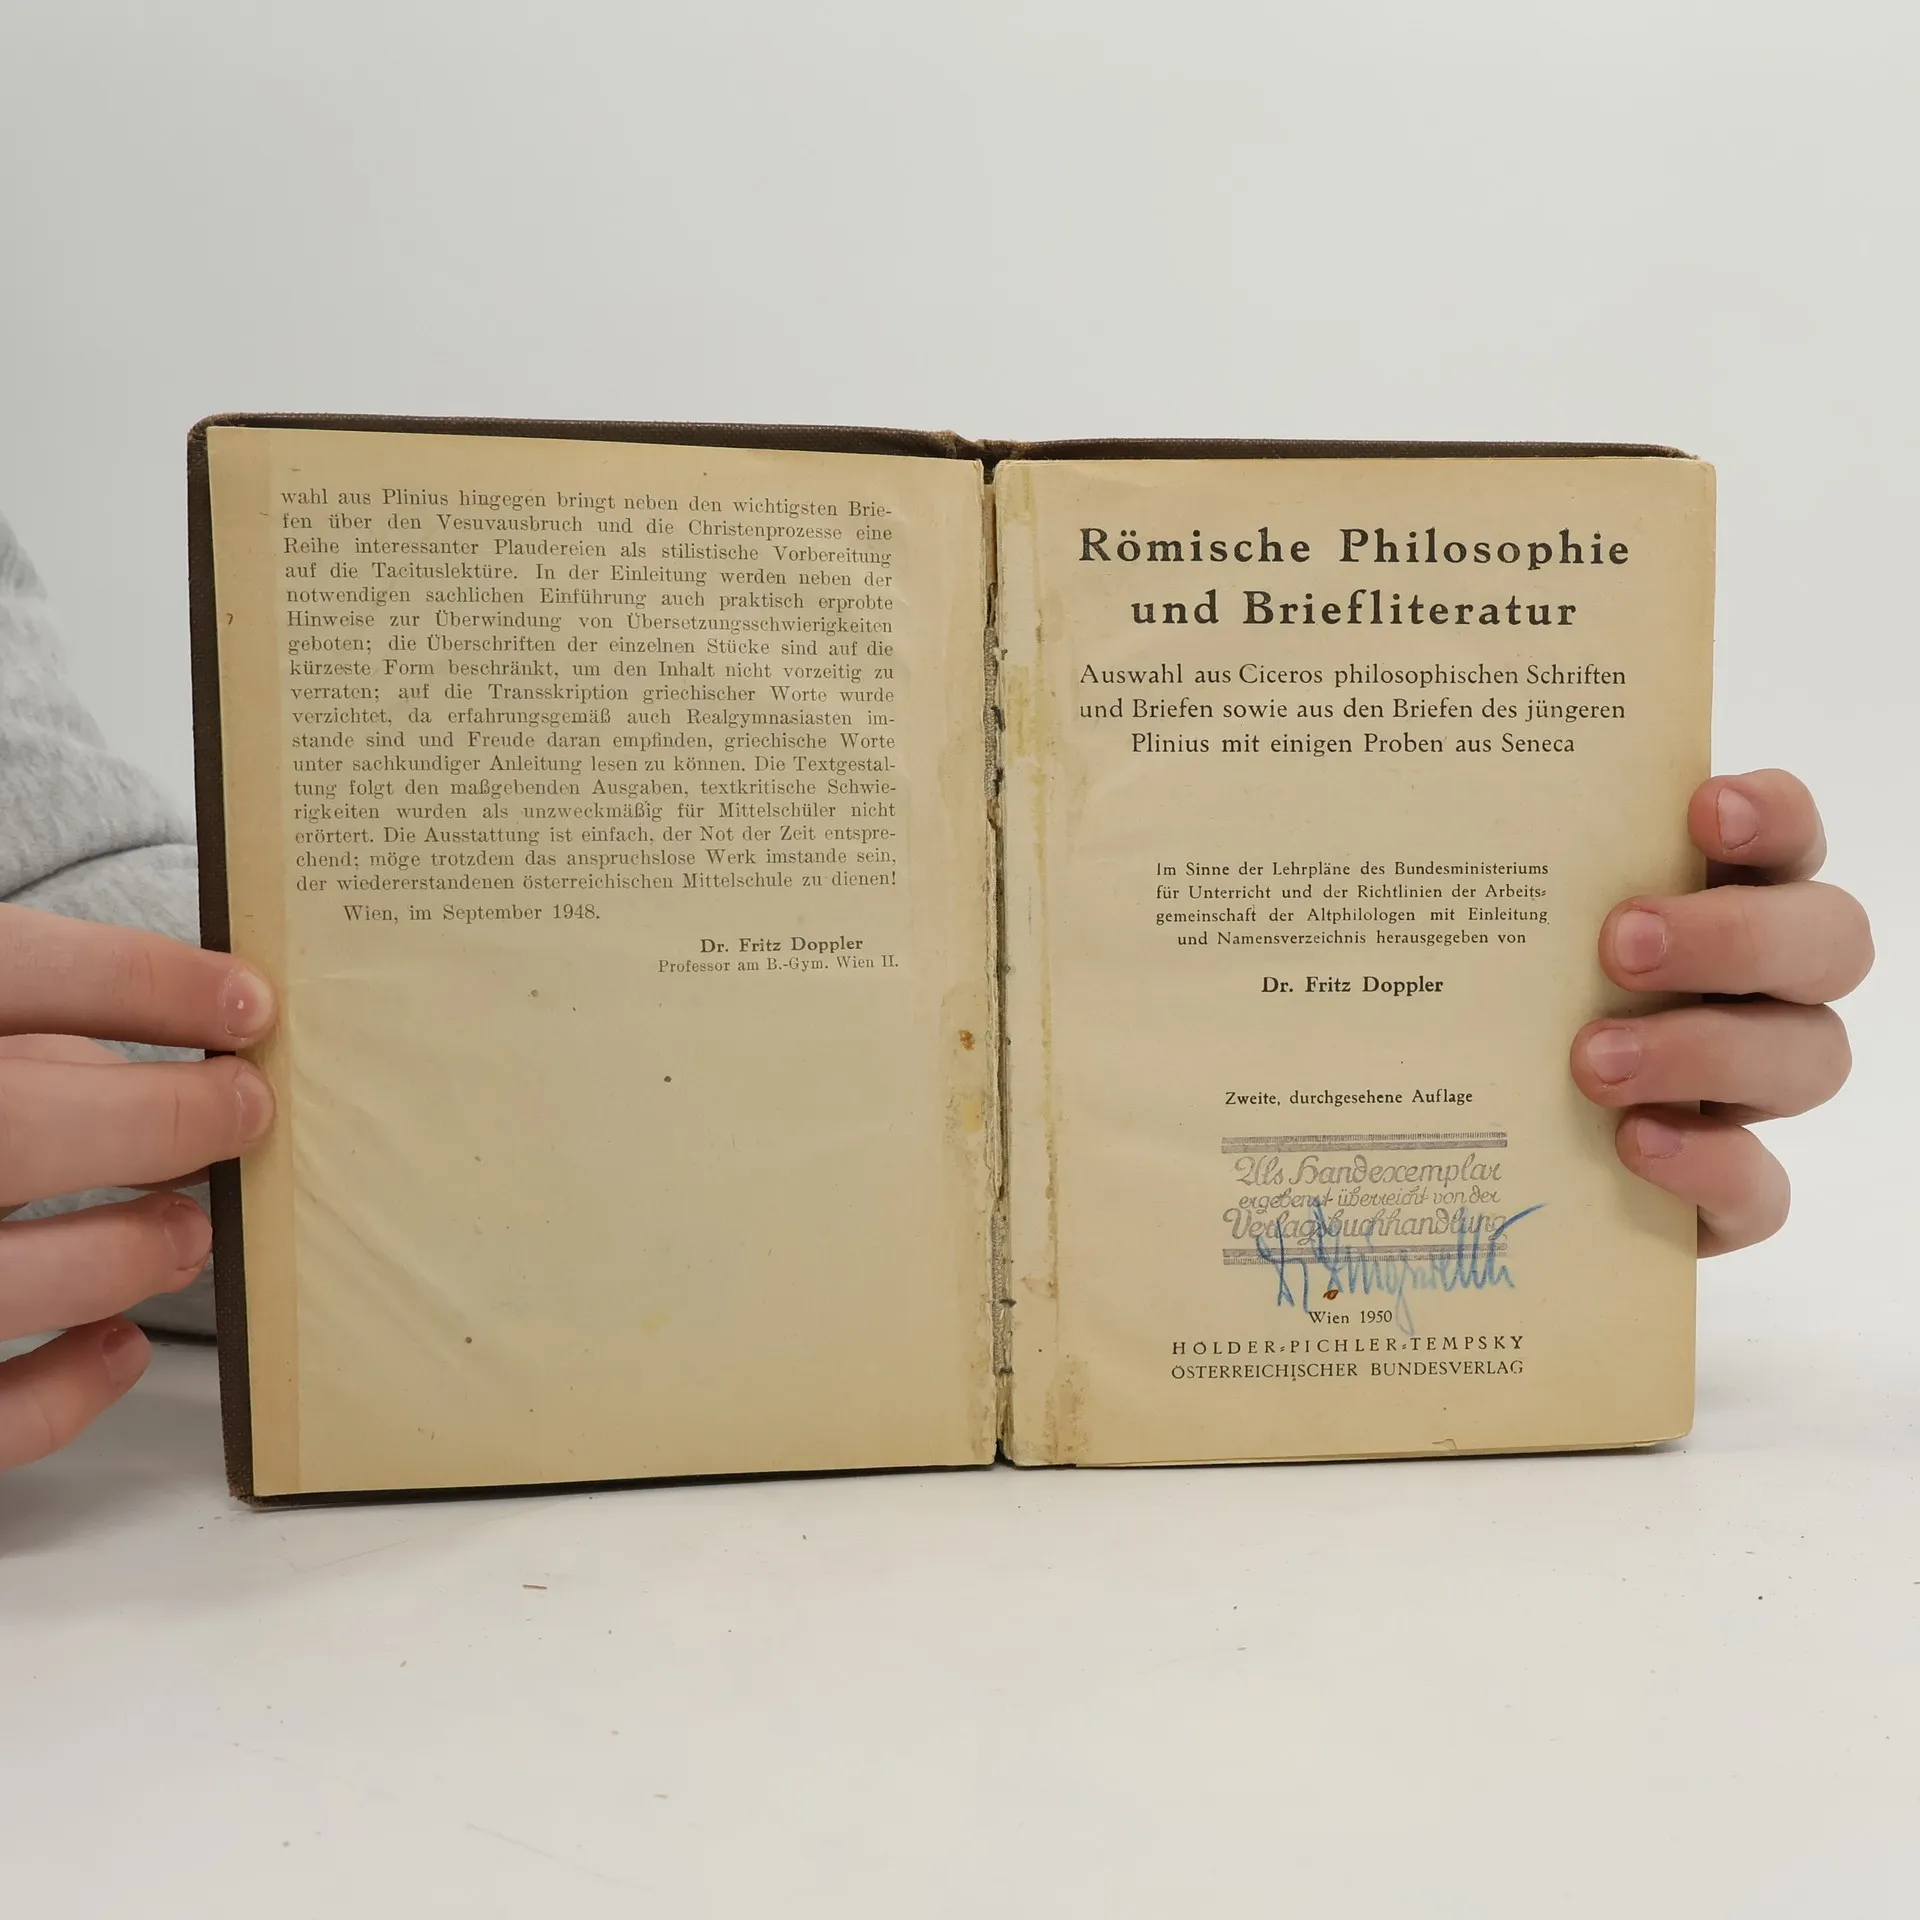 wahl aus Plinius hingegen bringt neben den wichtigsten Brie-
fen über den Vesuvausbruch und die Christenprozesse eine
Reihe interessanter Plaudereien als stilistische Vorbereitung
auf die Tacituslektüre. In der Einleitung werden neben der
notwendigen sachlichen Einführung auch praktisch erprobte
Hinweise zur Überwindung von Übersetzungsschwierigkeiten
geboten; die Überschriften der einzelnen Stücke sind auf die
kürzeste Form beschränkt, um den Inhalt nicht vorzeitig zu
verraten; auf die Transskription griechischer Worte wurde
verzichtet, da erfahrungsgemäß auch Realgymnasiasten im-
stande sind und Freude daran empfinden, griechische Worte
unter sachkundiger Anleitung lesen zu können. Die Textgestal-
tung folgt den maßgebenden Ausgaben, textkritische Schwie-
rigkeiten wurden als unzweckmäßig für Mittelschüler nicht
erörtert. Die Ausstattung ist einfach, der Not der Zeit entspre-
chend; möge trotzdem das anspruchslose Werk imstande sein,
der wiedererstandenen österreichischen Mittelschule zu dienen!
Wien, im September 1948.
Dr. Fritz Doppler
Professor am B.-Gym. Wien II.
Römische Philosophie
und Briefliteratur
Auswahl aus Ciceros philosophischen Schriften
und Briefen sowie aus den Briefen des jüngeren
Plinius mit einigen Proben aus Seneca
Im Sinne der Lehrpläne des Bundesministeriums
für Unterricht und der Richtlinien der Arbeits-
gemeinschaft der Altphilologen mit Einleitung
und Namensverzeichnis herausgegeben von
Dr. Fritz Doppler
Zweite, durchgesehene Auflage
Als Handexemplar
ergebenst überreicht von der
Verlagsbuchhandlung
Wien 1950
HÖLDER-PICHLER-TEMPSKY
ÖSTERREICHISCHER BUNDESVERLAG